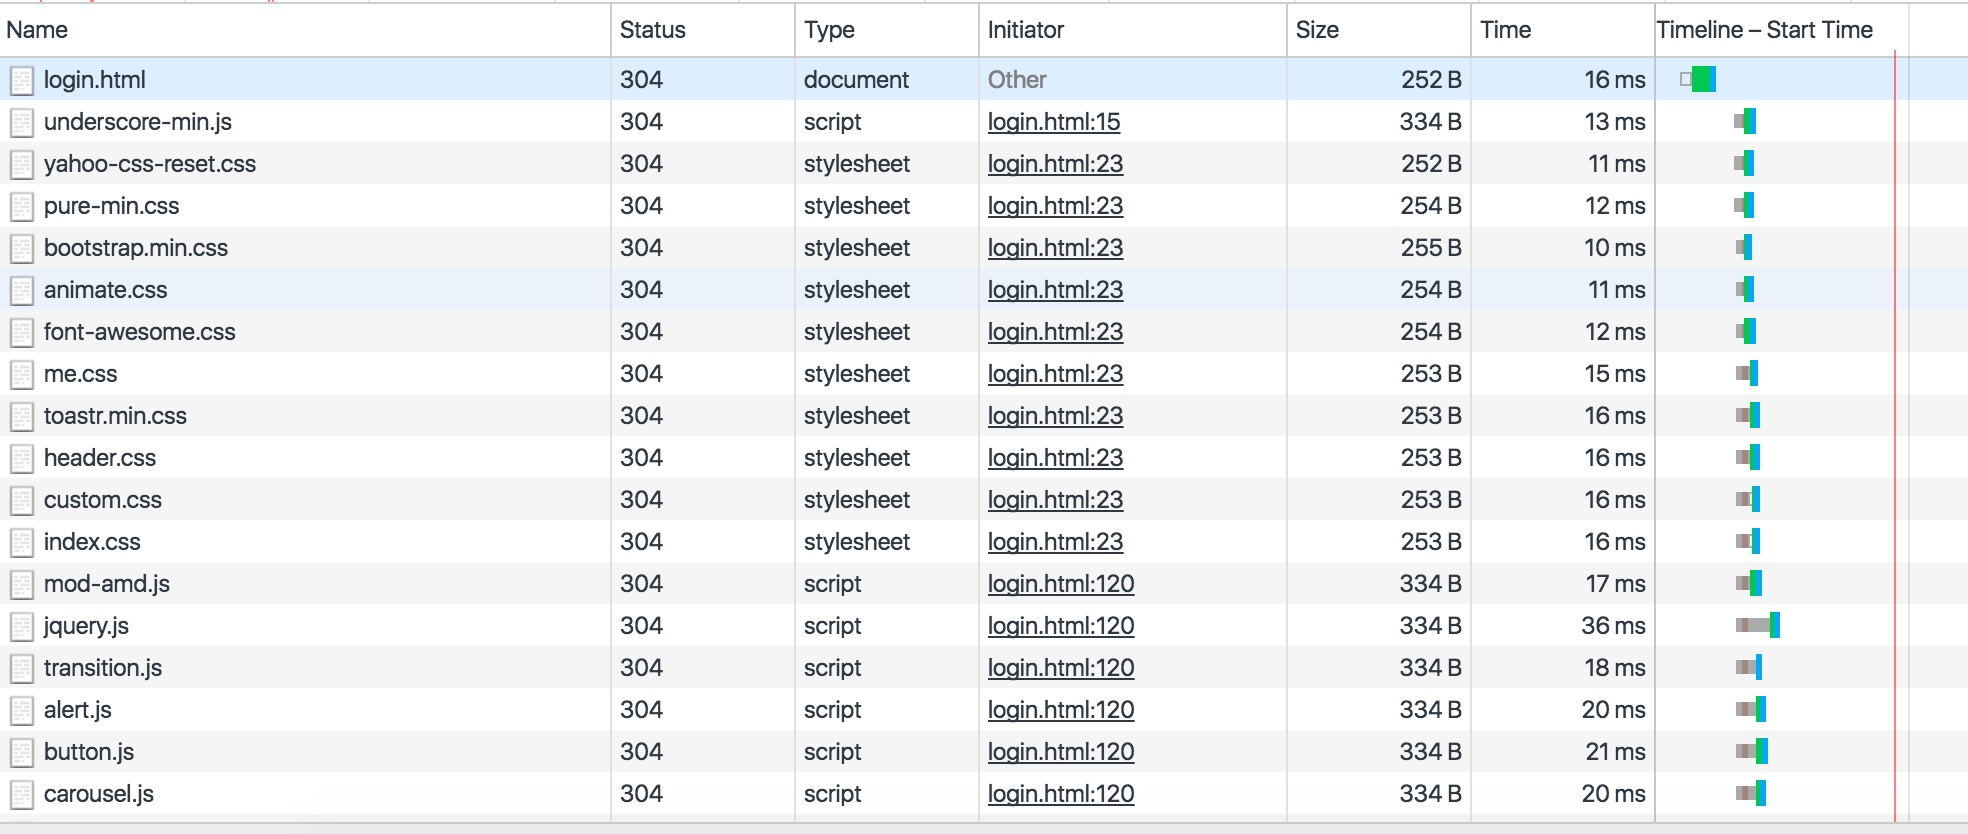 Name Status Type Initiator Size Time Timeline – Start Time
login.html 304 document Other 252 B 16 ms
underscore-min.js 304 script login.html:15 334 B 13 ms
yahoo-css-reset.css 304 stylesheet login.html:23 252 B 11 ms
pure-min.css 304 stylesheet login.html:23 254 B 12 ms
bootstrap.min.css 304 stylesheet login.html:23 255 B 10 ms
animate.css 304 stylesheet login.html:23 254 B 11 ms
font-awesome.css 304 stylesheet login.html:23 254 B 12 ms
me.css 304 stylesheet login.html:23 253 B 15 ms
toastr.min.css 304 stylesheet login.html:23 253 B 16 ms
header.css 304 stylesheet login.html:23 253 B 16 ms
custom.css 304 stylesheet login.html:23 253 B 16 ms
index.css 304 stylesheet login.html:23 253 B 16 ms
mod-amd.js 304 script login.html:120 334 B 17 ms
jquery.js 304 script login.html:120 334 B 36 ms
transition.js 304 script login.html:120 334 B 18 ms
alert.js 304 script login.html:120 334 B 20 ms
button.js 304 script login.html:120 334 B 21 ms
carousel.js 304 script login.html:120 334 B 20 ms